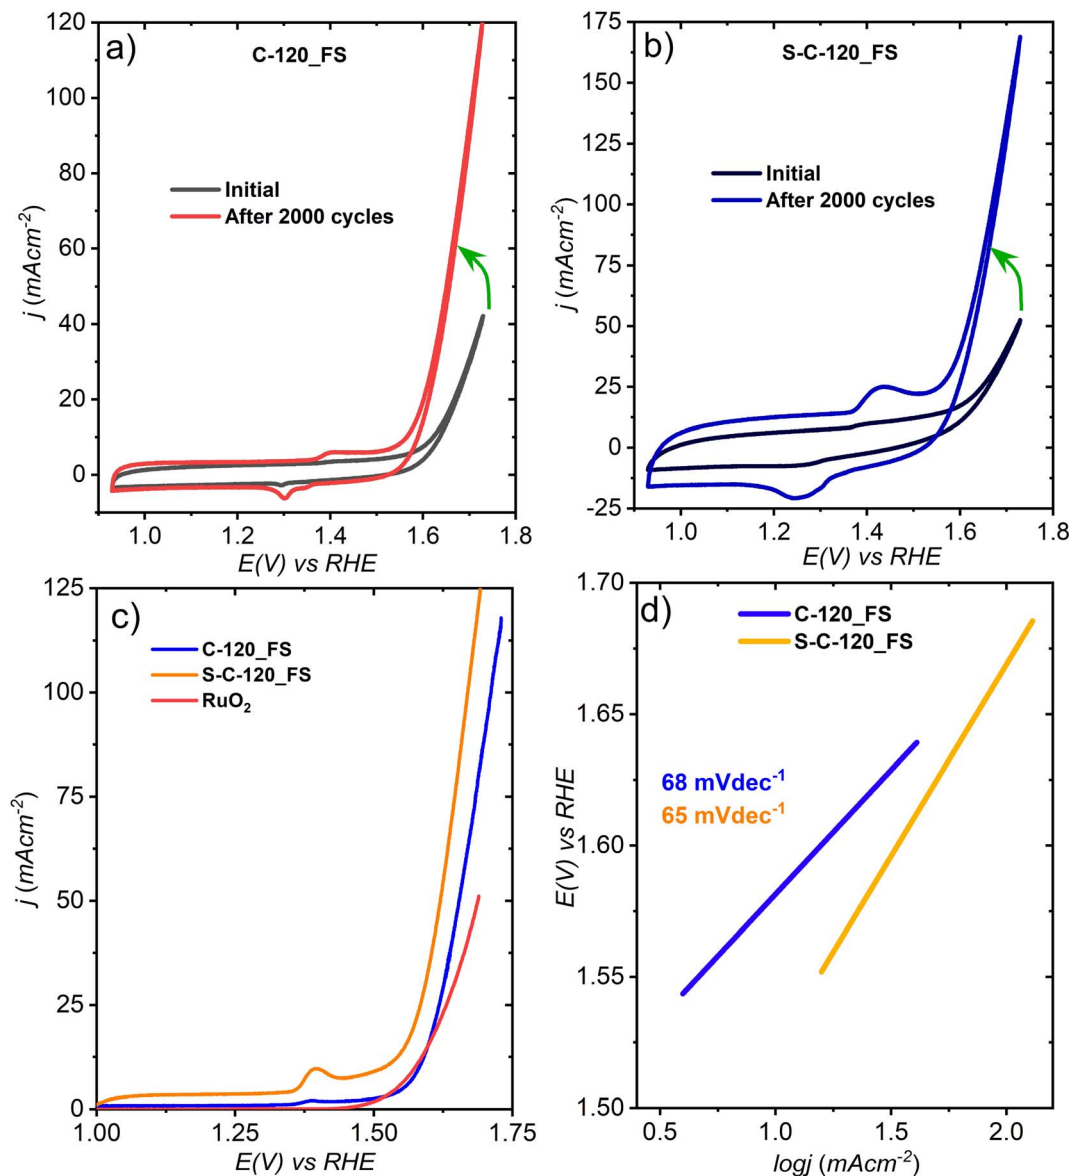 a)
C-120_FS
Initial
After 2000 cycles
j (mAcm-2)
120
100
80
60
40
20
0
1.0 1.2 1.4 1.6 1.8
E(V) vs RHE
b)
S-C-120_FS
Initial
After 2000 cycles
j (mAcm-2)
175
150
125
100
75
50
25
0
-25
1.0 1.2 1.4 1.6 1.8
E(V) vs RHE
c)
C-120_FS
S-C-120_FS
RuO2
j (mAcm-2)
125
100
75
50
25
0
1.00 1.25 1.50 1.75
E(V) vs RHE
d)
C-120_FS
S-C-120_FS
68 mVdec-1
65 mVdec-1
E(V) vs RHE
1.70
1.65
1.60
1.55
1.50
0.5 1.0 1.5 2.0
logj (mAcm-2)